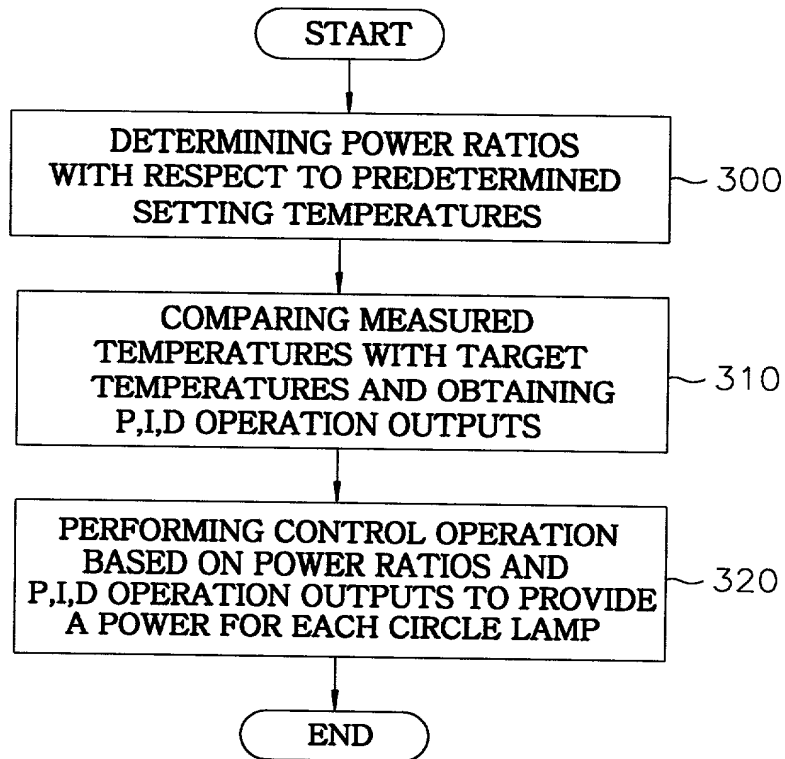 START
DETERMINING POWER RATIOS
WITH RESPECT TO PREDETERMINED
SETTING TEMPERATURES
300
COMPARING MEASURED
TEMPERATURES WITH TARGET
TEMPERATURES AND OBTAINING
P,I,D OPERATION OUTPUTS
310
PERFORMING CONTROL OPERATION
BASED ON POWER RATIOS AND
P,I,D OPERATION OUTPUTS TO PROVIDE
A POWER FOR EACH CIRCLE LAMP
320
END